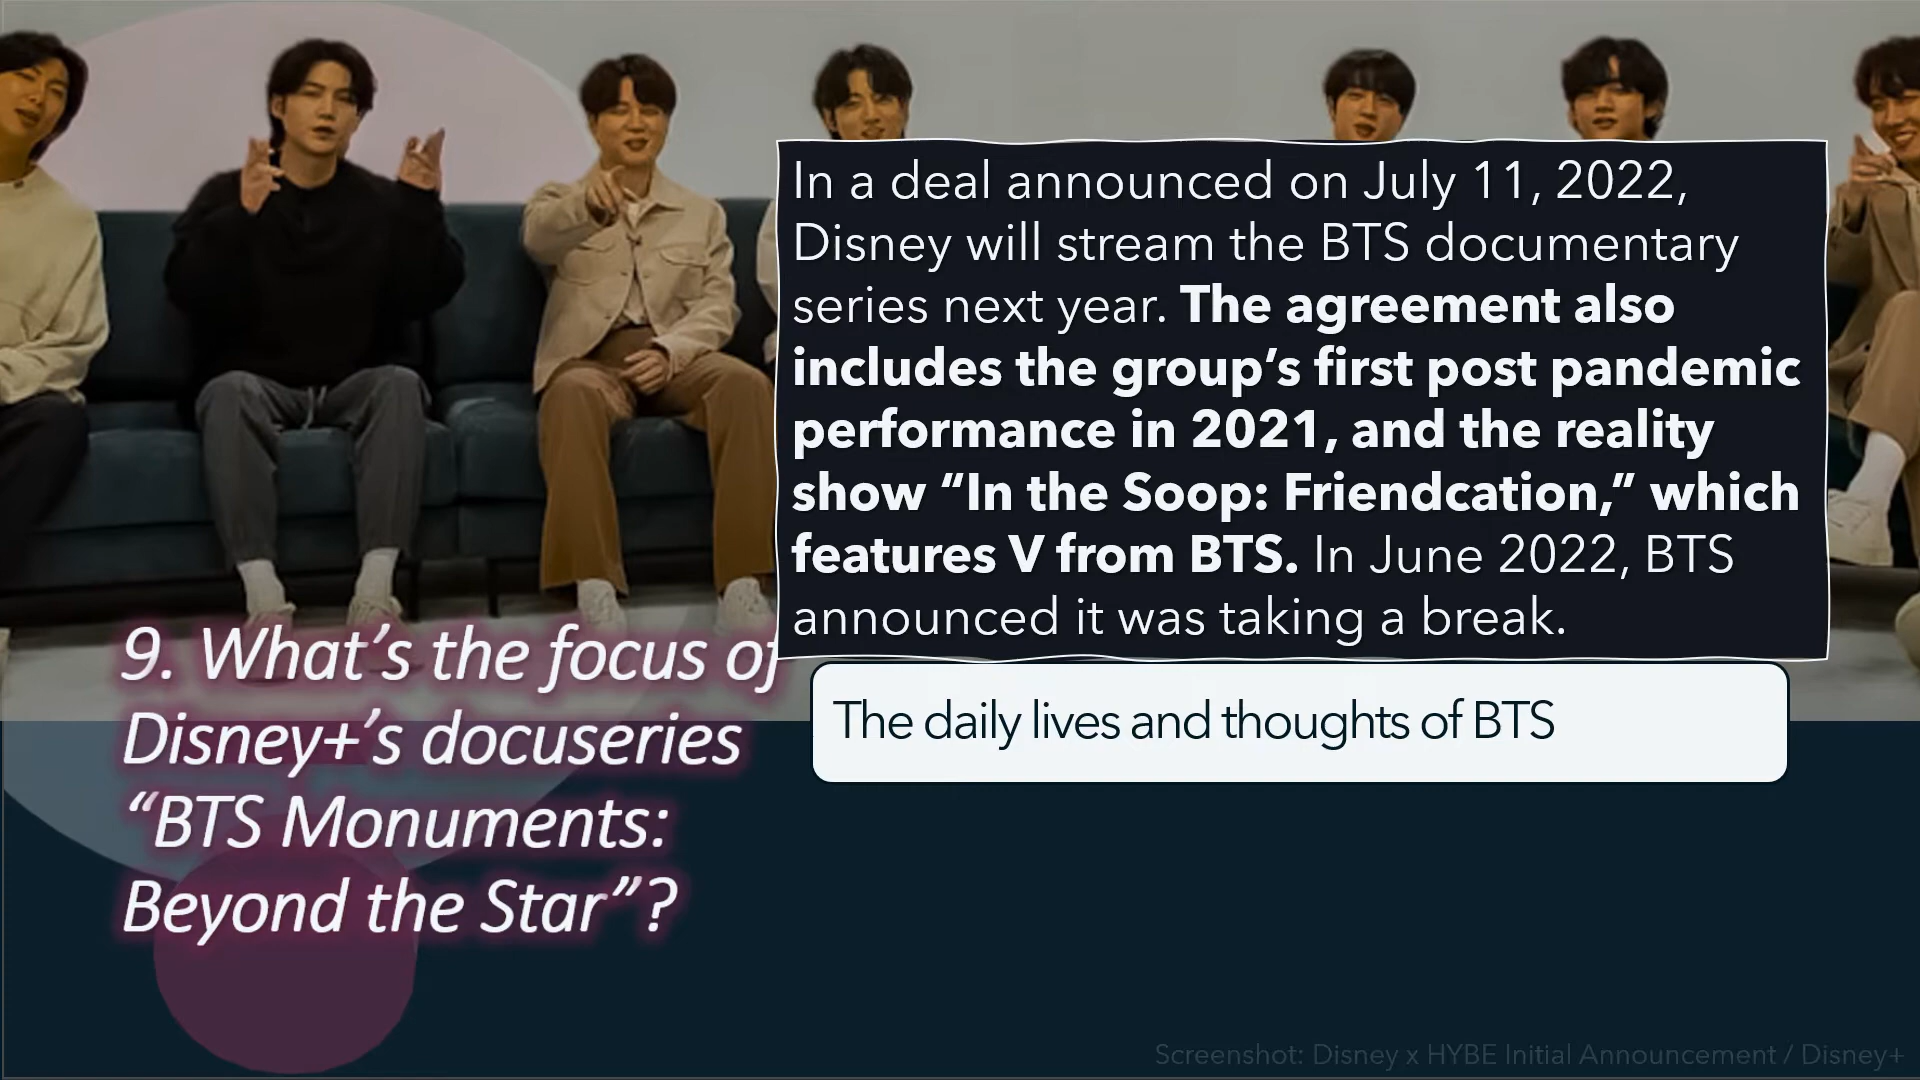 In a deal announced on July 11, 2022,
Disney will stream the BTS documentary
series next year. The agreement also
includes the group’s first post pandemic
performance in 2021, and the reality
show “In the Soop: Friendcation,” which
features V from BTS. In June 2022, BTS
announced it was taking a break.
9. What’s the focus of
Disney+’s docuseries
“BTS Monuments:
Beyond the Star”?
The daily lives and thoughts of BTS
Screenshot: Disney x HYBE Initial Announcement / Disney+